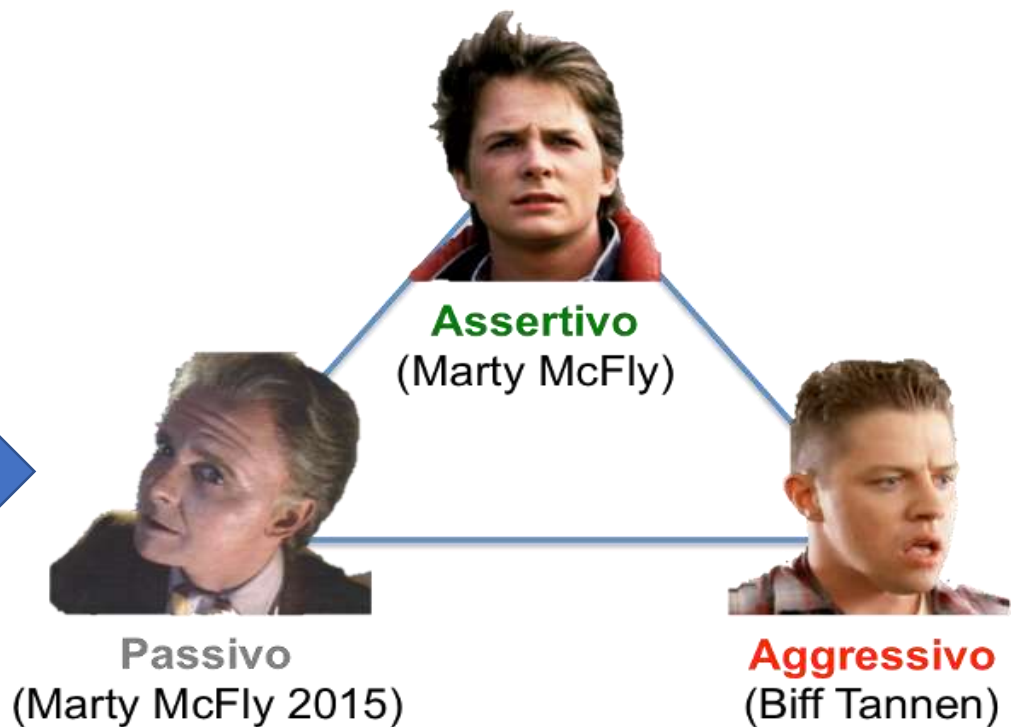 Assertivo
(Marty McFly)
Passivo
(Marty McFly 2015)
Aggressivo
(Biff Tannen)